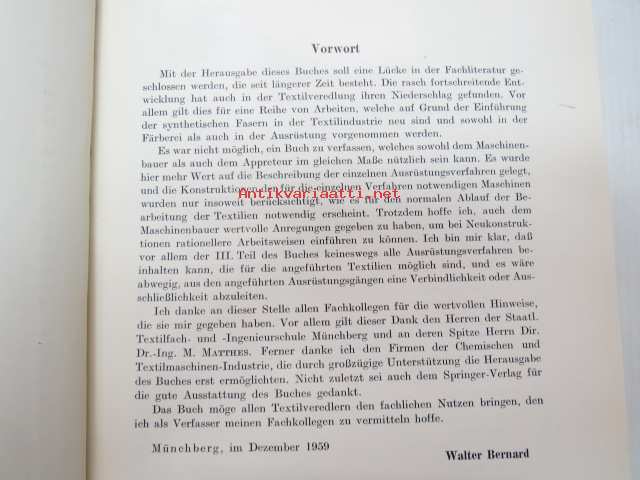 Vorwort
Mit der Herausgabe dieses Buches soll eine Lücke in der Fachliteratur ge-
schlossen werden, die seit längerer Zeit besteht. Die rasch fortschreitende Ent-
wicklung hat auch in der Textilveredlung ihren Niederschlag gefunden. Vor
allem gilt dies für eine Reihe von Arbeiten, welche auf Grund der Einführung
der synthetischen Fasern in der Textilindustrie neu sind und sowohl in der
Färberei als auch in der Ausrüstung vorgenommen werden.
Es war nicht möglich, ein Buch zu verfassen, welches sowohl dem Maschinen-
bauer als auch dem Appreteur im gleichen Maße nützlich sein kann. Es wurde
hier mehr Wert auf die Beschreibung der einzelnen Ausrüstungsverfahren gelegt,
und die Konstruktionen der für die einzelnen Verfahren notwendigen Maschinen
Antikvariaatti.net
wurden nur insoweit berücksichtigt, wie es für den normalen Ablauf der Be-
arbeitung der Textilien notwendig erscheint. Trotzdem hoffe ich, auch dem
Maschinenbauer wertvolle Anregungen gegeben zu haben, um bei Neukonstruk-
tionen rationellere Arbeitsweisen einführen zu können. Ich bin mir klar, daß
vor allem der III. Teil des Buches keineswegs alle Ausrüstungsverfahren be-
inhalten kann, die für die angeführten Textilien möglich sind, und es wäre
abwegig, aus den angeführten Ausrüstungsgängen eine Verbindlichkeit oder Aus-
schließlichkeit abzuleiten.
Ich danke an dieser Stelle allen Fachkollegen für die wertvollen Hinweise,
die sie mir gegeben haben. Vor allem gilt dieser Dank den Herren der Staatl.
Textilfach- und -Ingenieurschule Münchberg und an deren Spitze Herrn Dir.
Dr.-Ing. M. MATTHES. Ferner danke ich den Firmen der Chemischen und
Textilmaschinen-Industrie, die durch großzügige Unterstützung die Herausgabe
des Buches erst ermöglichten. Nicht zuletzt sei auch dem Springer-Verlag für
die gute Ausstattung des Buches gedankt.
Das Buch möge allen Textilveredlern den fachlichen Nutzen bringen, den
ich als Verfasser meinen Fachkollegen zu vermitteln hoffe.
Münchberg, im Dezember 1959
Walter Bernard